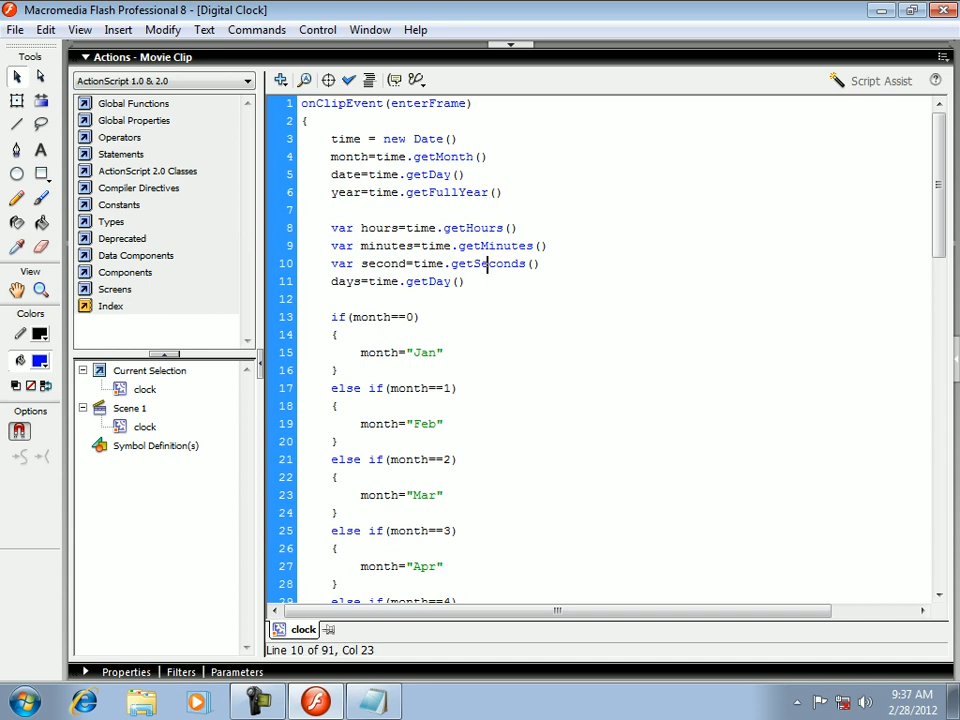 Macromedia Flash Professional 8 - [Digital Clock]
File Edit View Insert Modify Text Commands Control Window Help
Tools
View
Colors
Options
Actions - Movie Clip
ActionScript 1.0 & 2.0
Global Functions
Global Properties
Operators
Statements
ActionScript 2.0 Classes
Compiler Directives
Constants
Types
Deprecated
Data Components
Components
Screens
Index
Current Selection
clock
Scene 1
clock
Symbol Definition(s)
Script Assist
1 onClipEvent(enterFrame)
2 {
3 time = new Date()
4 month=time.getMonth()
5 date=time.getDay()
6 year=time.getFullYear()
7
8 var hours=time.getHours()
9 var minutes=time.getMinutes()
10 var second=time.getSeconds()
11 days=time.getDay()
12
13 if(month==0)
14 {
15 month="Jan"
16 }
17 else if(month==1)
18 {
19 month="Feb"
20 }
21 else if(month==2)
22 {
23 month="Mar"
24 }
25 else if(month==3)
26 {
27 month="Apr"
28 }
29 else if(month==4)
clock
Line 10 of 91, Col 23
Properties Filters Parameters
9:37 AM
2/28/2012